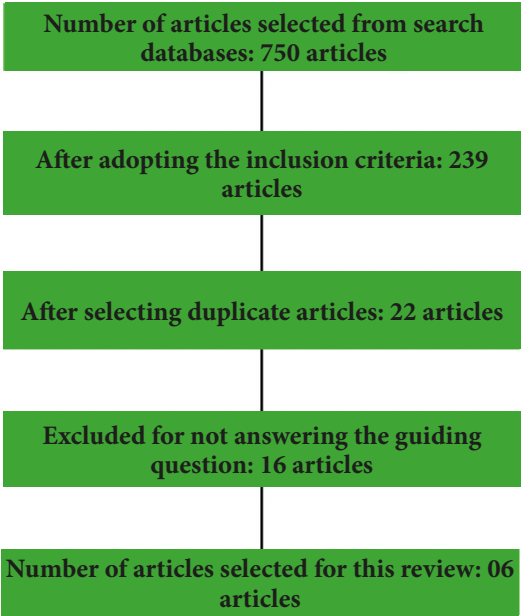 Number of articles selected from search
databases: 750 articles
After adopting the inclusion criteria: 239
articles
After selecting duplicate articles: 22 articles
Excluded for not answering the guiding
question: 16 articles
Number of articles selected for this review: 06
articles